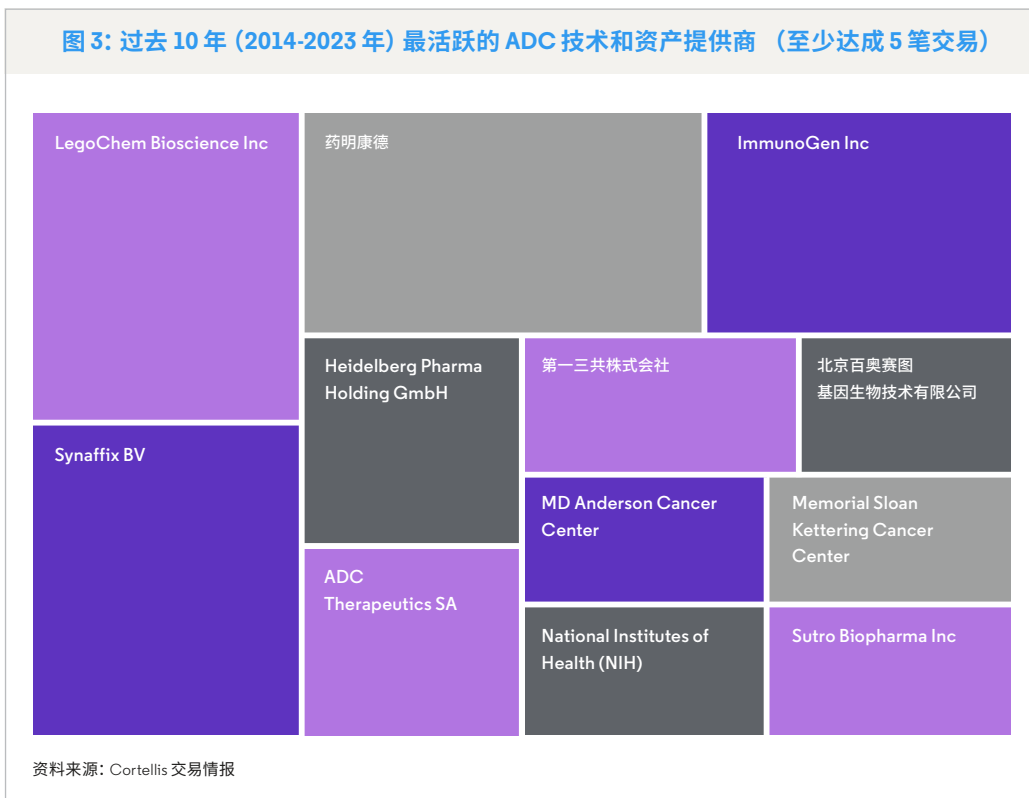 图 3: 过去 10 年 (2014-2023 年) 最活跃的 ADC 技术和资产提供商 （至少达成 5 笔交易）
LegoChem Bioscience Inc
药明康德
ImmunoGen Inc
Heidelberg Pharma
Holding GmbH
第一三共株式会社
北京百奥赛图
基因生物技术有限公司
Synaffix BV
MD Anderson Cancer
Center
Memorial Sloan
Kettering Cancer
Center
ADC
Therapeutics SA
National Institutes of
Health (NIH)
Sutro Biopharma Inc
资料来源: Cortellis 交易情报